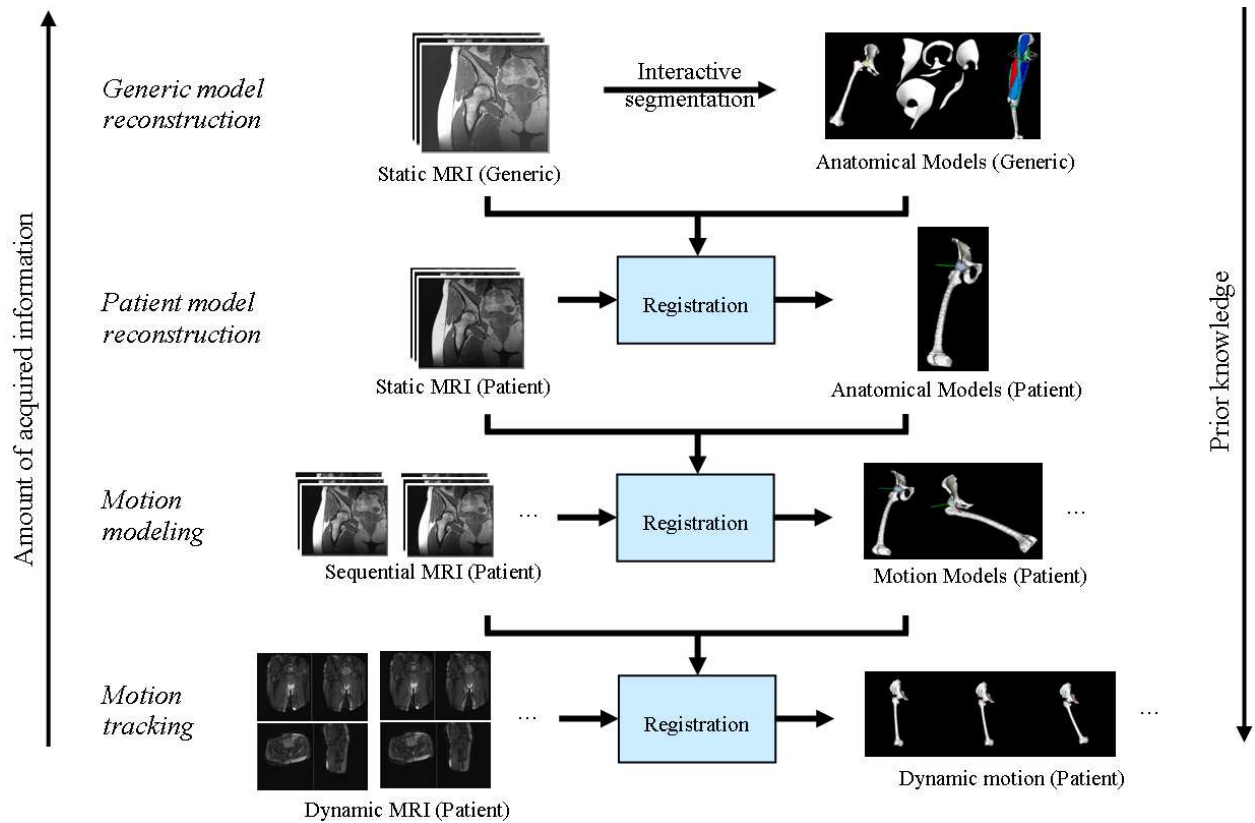 Amount of acquired information
Generic model
reconstruction
Static MRI (Generic)
Interactive
segmentation
Anatomical Models (Generic)
Patient model
reconstruction
Static MRI (Patient)
Registration
Anatomical Models (Patient)
Motion
modeling
...
Sequential MRI (Patient)
Registration
...
Motion Models (Patient)
Motion
tracking
...
Dynamic MRI (Patient)
Registration
...
Dynamic motion (Patient)
Prior knowledge